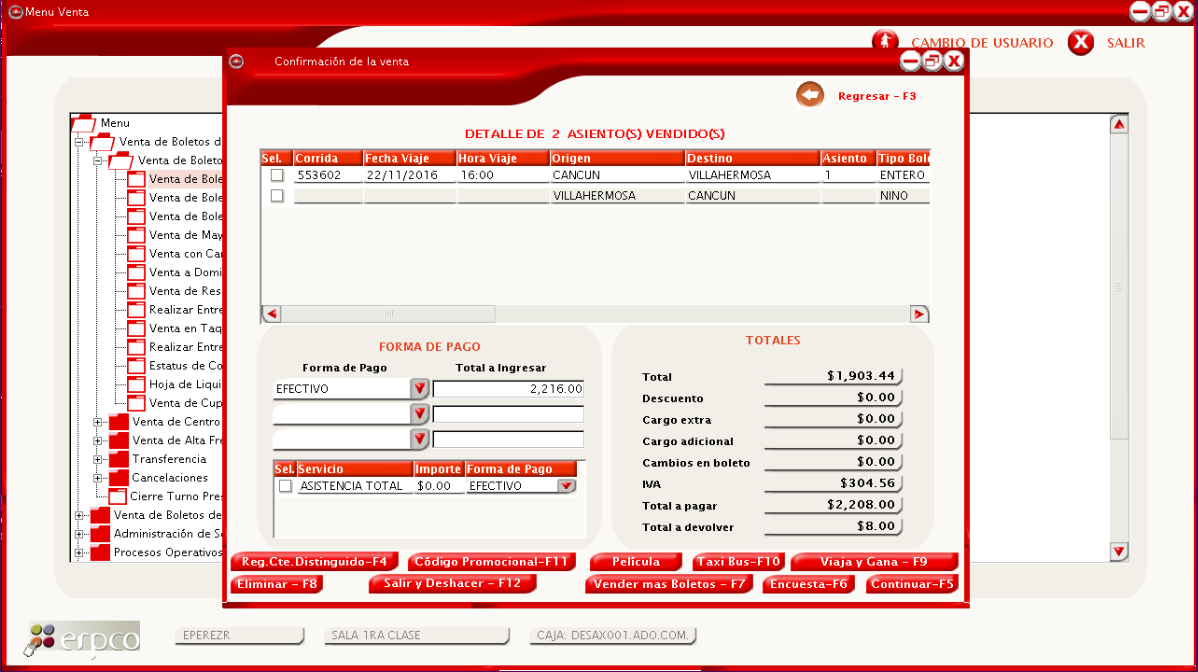 Menu Venta
CAMBIO DE USUARIO SALIR
Confirmación de la venta
Regresar - F3
DETALLE DE 2 ASIENTO(S) VENDIDO(S)
Sel. Corrida Fecha Viaje Hora Viaje Origen Destino Asiento Tipo Bol
553602 22/11/2016 16:00 CANCUN VILLAHERMOSA 1 ENTERO
VILLAHERMOSA CANCUN NINO
FORMA DE PAGO
Forma de Pago Total a Ingresar
EFECTIVO 2,216.00
Sel. Servicio Importe Forma de Pago
ASISTENCIA TOTAL $0.00 EFECTIVO
TOTALES
Total $1,903.44
Descuento $0.00
Cargo extra $0.00
Cargo adicional $0.00
Cambios en boleto $0.00
IVA $304.56
Total a pagar $2,208.00
Total a devolver $8.00
Reg.Cte.Distinguido-F4 Código Promocional-F11 Película Taxi Bus-F10 Viaja y Gana - F9
Eliminar - F8 Salir y Deshacer - F12 Vender mas Boletos - F7 Encuesta-F6 Continuar-F5
Menu
Venta de Boletos d
Venta de Boleto
Venta de Bole
Venta de Bole
Venta de Bole
Venta de May
Venta con Car
Venta a Domi
Venta de Res
Realizar Entre
Venta en Taq
Realizar Entre
Estatus de Co
Hoja de Liqui
Venta de Cup
Venta de Centro
Venta de Alta Fre
Transferencia
Cancelaciones
Cierre Turno Pres
Venta de Boletos de
Administración de S
Procesos Operativos
erpco EPEREZR SALA 1RA CLASE CAJA: DESAX001.ADO.COM.